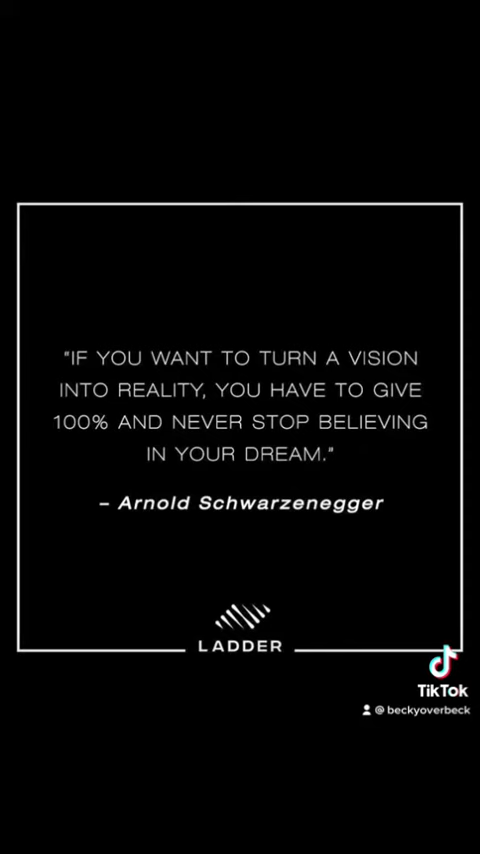 "IF YOU WANT TO TURN A VISION
INTO REALITY, YOU HAVE TO GIVE
100% AND NEVER STOP BELIEVING
IN YOUR DREAM."
– Arnold Schwarzenegger
LADDER
TikTok
@beckyoverbeck